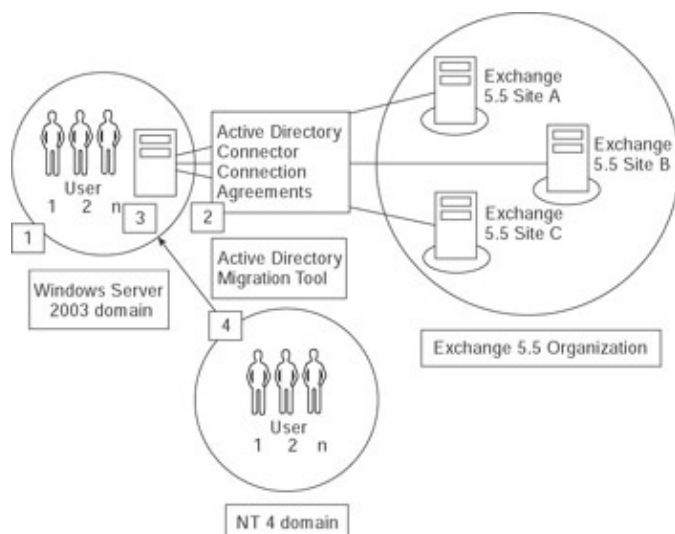 Exchange
5.5 Site A
Active Directory
Connector
Connection
Agreements
Exchange
5.5 Site B
User
1 2 n
3
2
1
Exchange
5.5 Site C
Active Directory
Migration Tool
Windows Server
2003 domain
4
Exchange 5.5 Organization
User
1 2 n
NT 4 domain